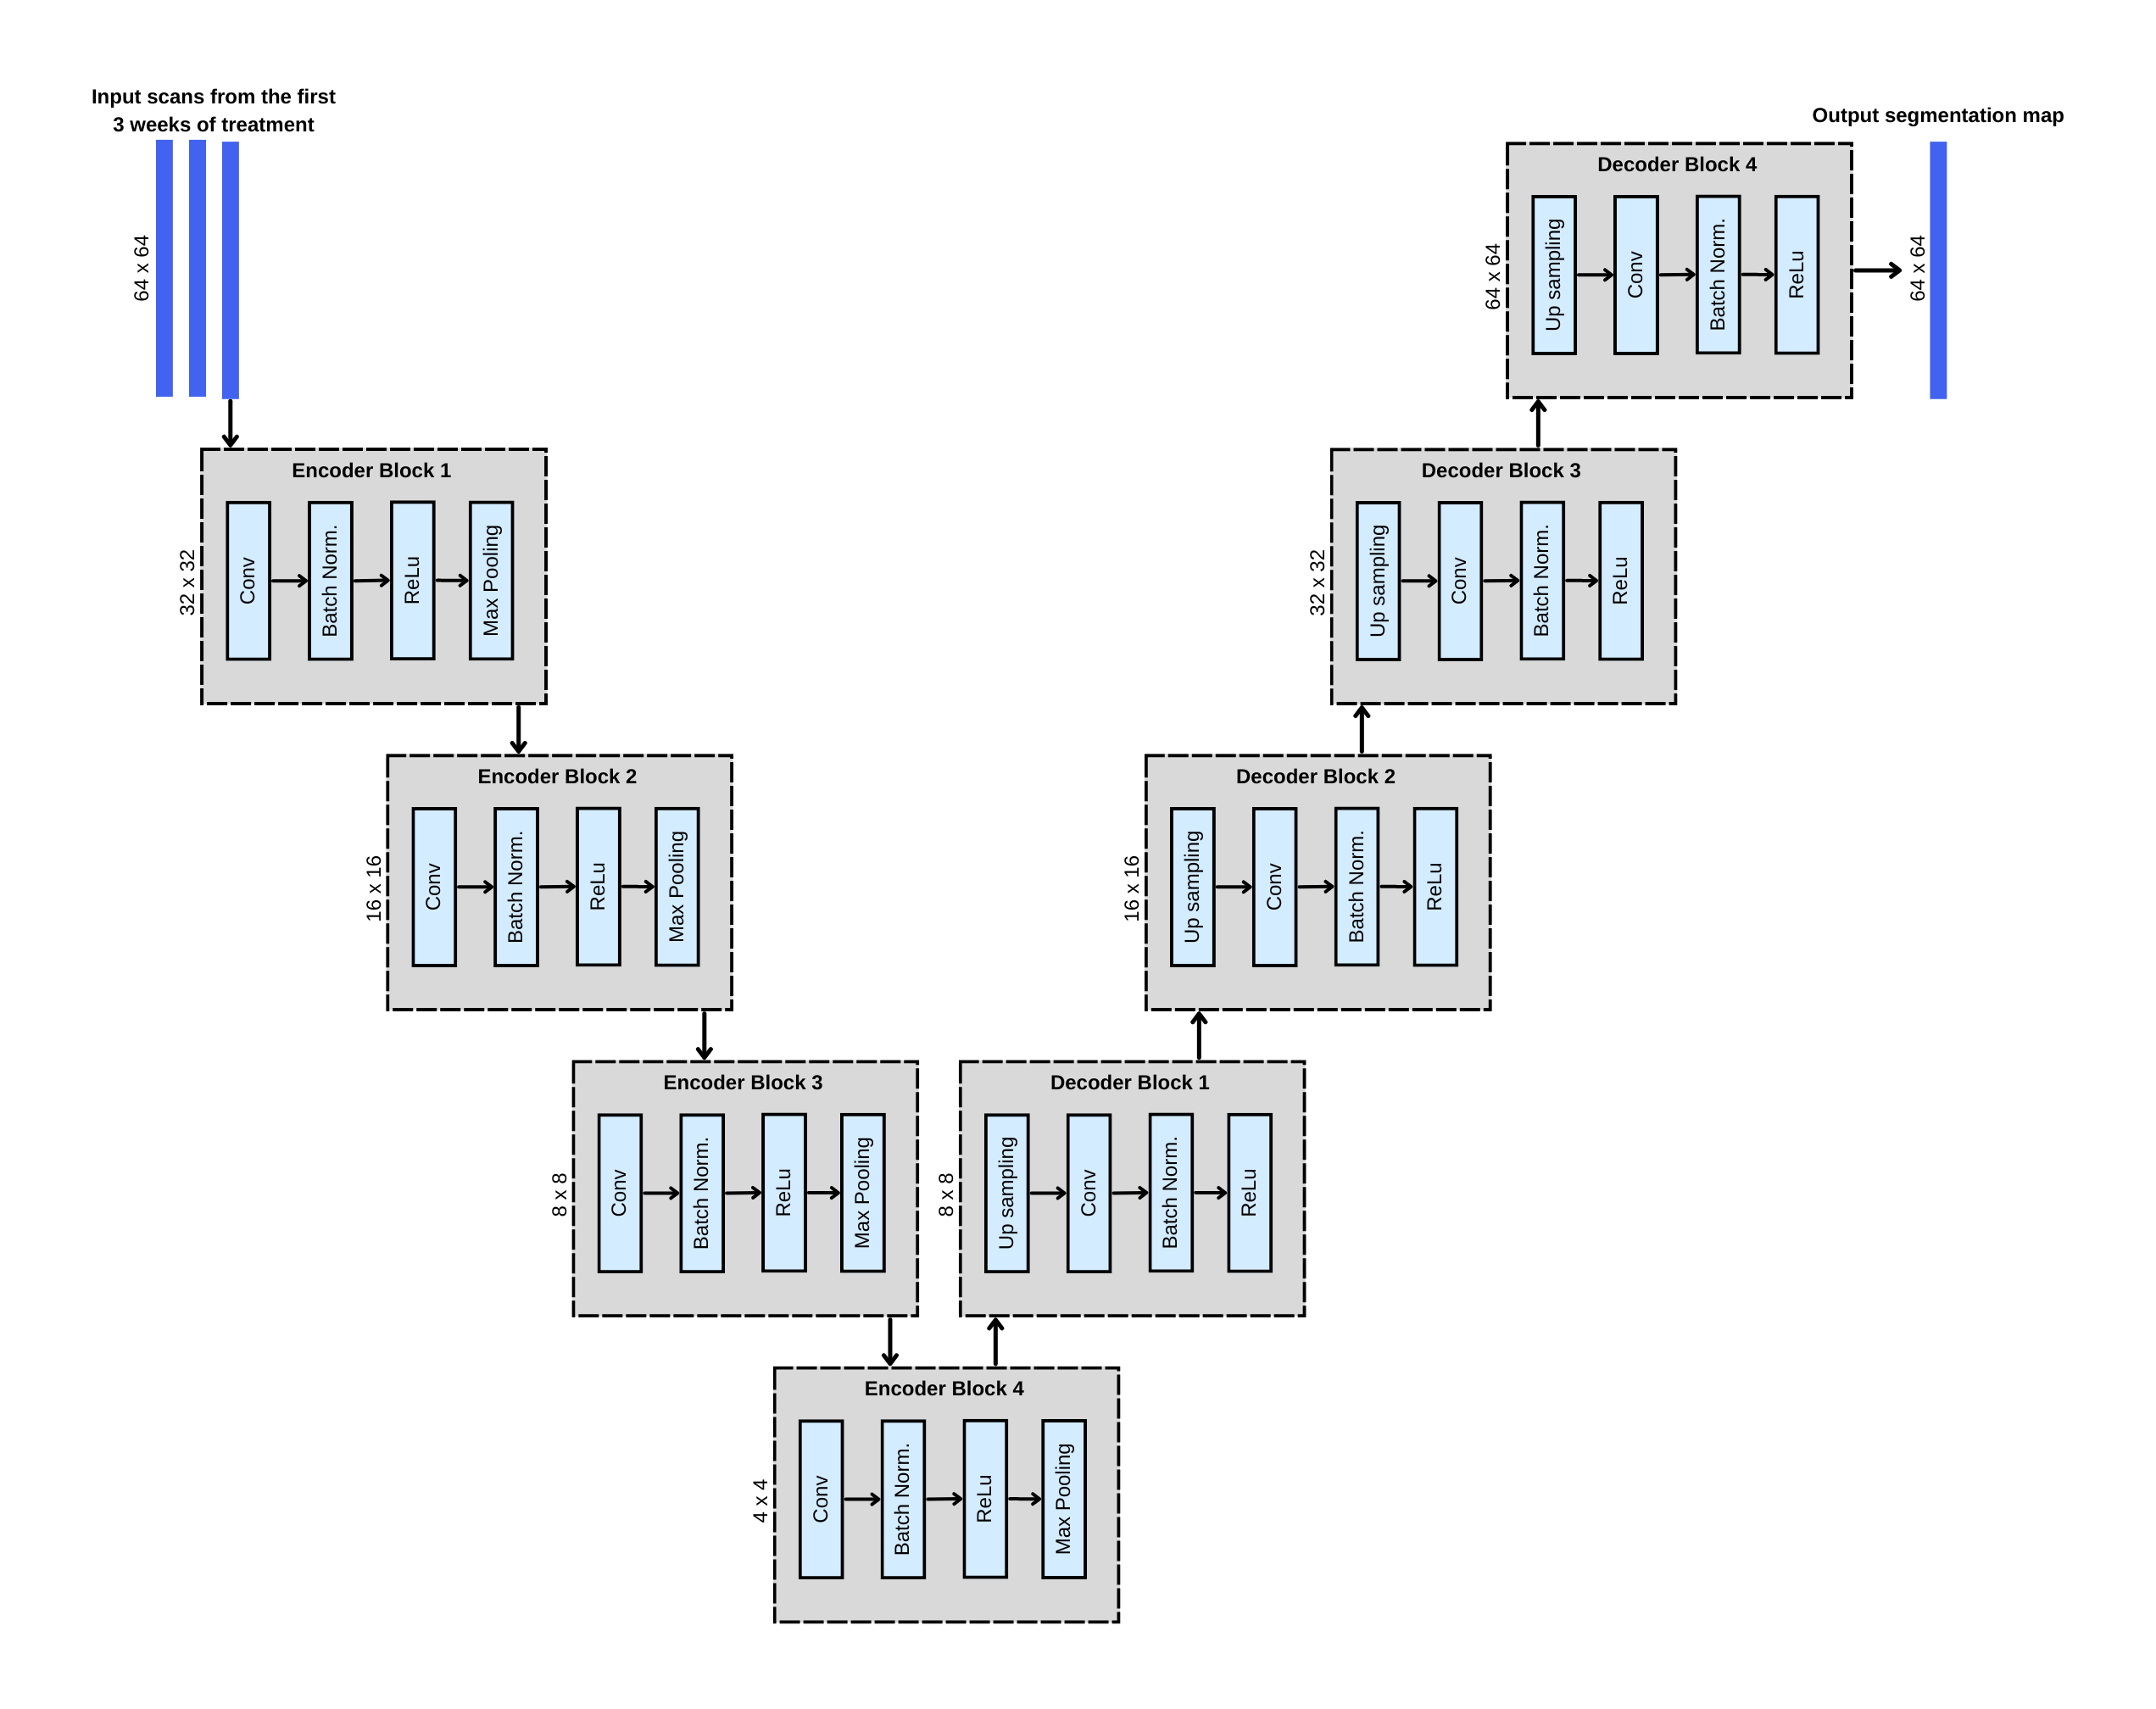 Input scans from the first
3 weeks of treatment
64 x 64
Encoder Block 1
32 x 32
Conv
Batch Norm.
ReLu
Max Pooling
Encoder Block 2
16 x 16
Conv
Batch Norm.
ReLu
Max Pooling
Encoder Block 3
8 x 8
Conv
Batch Norm.
ReLu
Max Pooling
Encoder Block 4
4 x 4
Conv
Batch Norm.
ReLu
Max Pooling
Decoder Block 1
8 x 8
Up sampling
Conv
Batch Norm.
ReLu
Decoder Block 2
16 x 16
Up sampling
Conv
Batch Norm.
ReLu
Decoder Block 3
32 x 32
Up sampling
Conv
Batch Norm.
ReLu
Decoder Block 4
64 x 64
Up sampling
Conv
Batch Norm.
ReLu
Output segmentation map
64 x 64